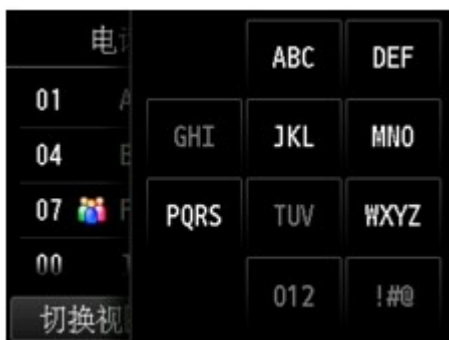 电
ABC DEF
01 A
GHI JKL MNO
04
07 F
PQRS TUV WXYZ
00
012 !#@
切换视